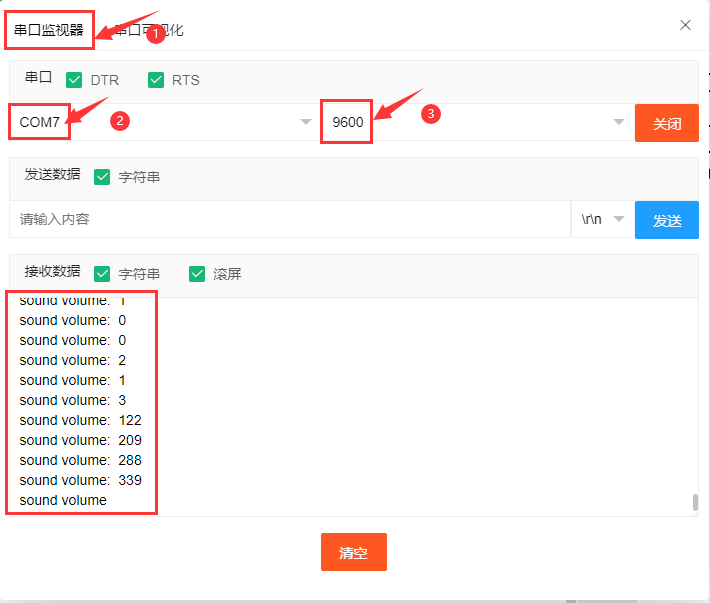 串口监视器 串口可视化
1
串口 DTR RTS
COM7 2 9600 3 关闭
发送数据 字符串
请输入内容 \r\n 发送
接收数据 字符串 滚屏
sound volume: 1
sound volume: 0
sound volume: 0
sound volume: 2
sound volume: 1
sound volume: 3
sound volume: 122
sound volume: 209
sound volume: 288
sound volume: 339
sound volume
清空